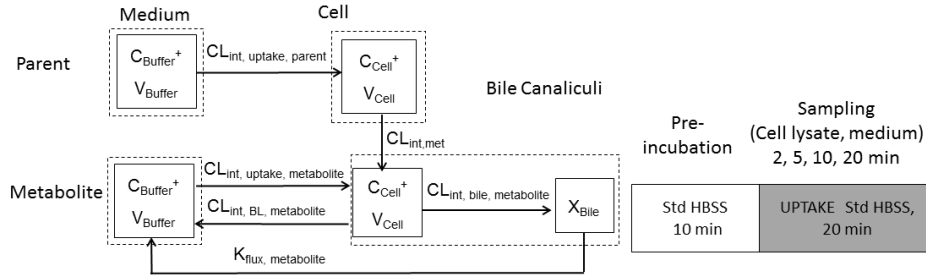 Medium
Cell
Parent
C_Buffer+
V_Buffer
CL_int, uptake, parent
C_Cell+
V_Cell
Bile Canaliculi
CL_int,met
Metabolite
C_Buffer+
V_Buffer
CL_int, uptake, metabolite
CL_int, BL, metabolite
C_Cell+
V_Cell
CL_int, bile, metabolite
X_Bile
K_flux, metabolite
Pre-
incubation
Sampling
(Cell lysate, medium)
2, 5, 10, 20 min
Std HBSS
10 min
UPTAKE Std HBSS,
20 min